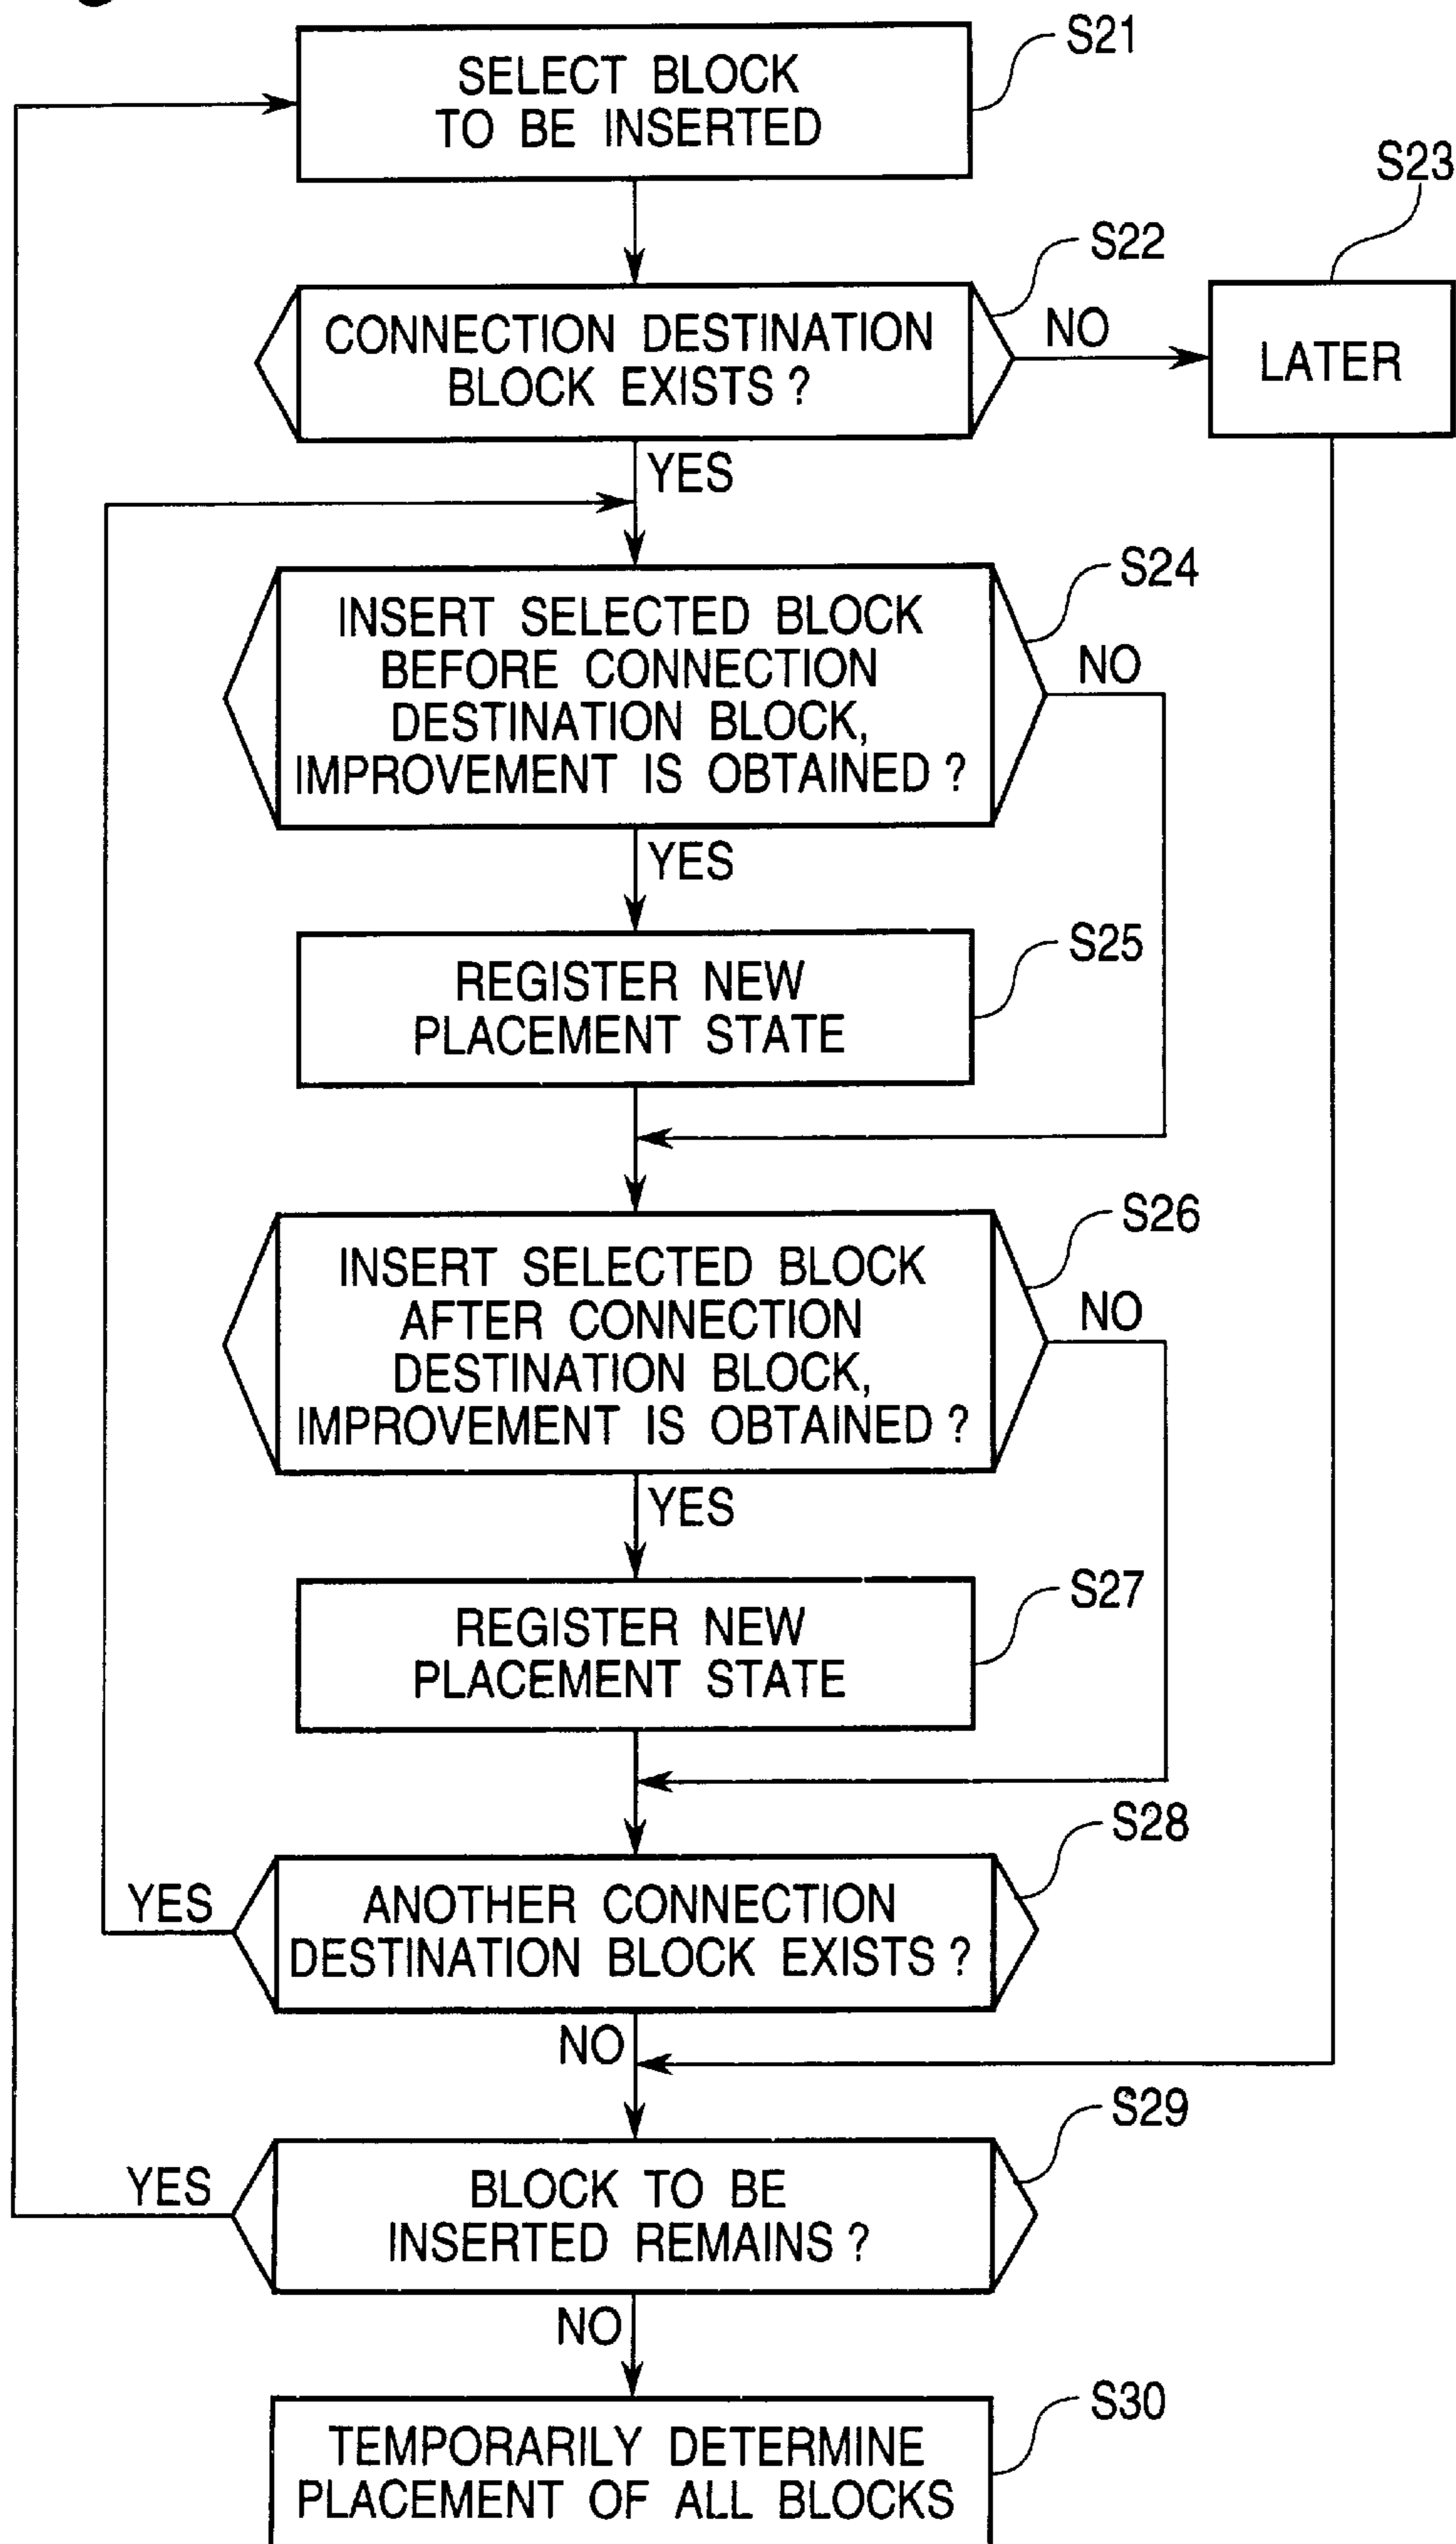 S21
SELECT BLOCK
TO BE INSERTED
S23
S22
CONNECTION DESTINATION
BLOCK EXISTS ?
NO
LATER
YES
S24
INSERT SELECTED BLOCK
BEFORE CONNECTION
DESTINATION BLOCK,
IMPROVEMENT IS OBTAINED ?
NO
YES
S25
REGISTER NEW
PLACEMENT STATE
S26
INSERT SELECTED BLOCK
AFTER CONNECTION
DESTINATION BLOCK,
IMPROVEMENT IS OBTAINED ?
NO
YES
S27
REGISTER NEW
PLACEMENT STATE
S28
YES
ANOTHER CONNECTION
DESTINATION BLOCK EXISTS ?
NO
S29
YES
BLOCK TO BE
INSERTED REMAINS ?
NO
S30
TEMPORARILY DETERMINE
PLACEMENT OF ALL BLOCKS